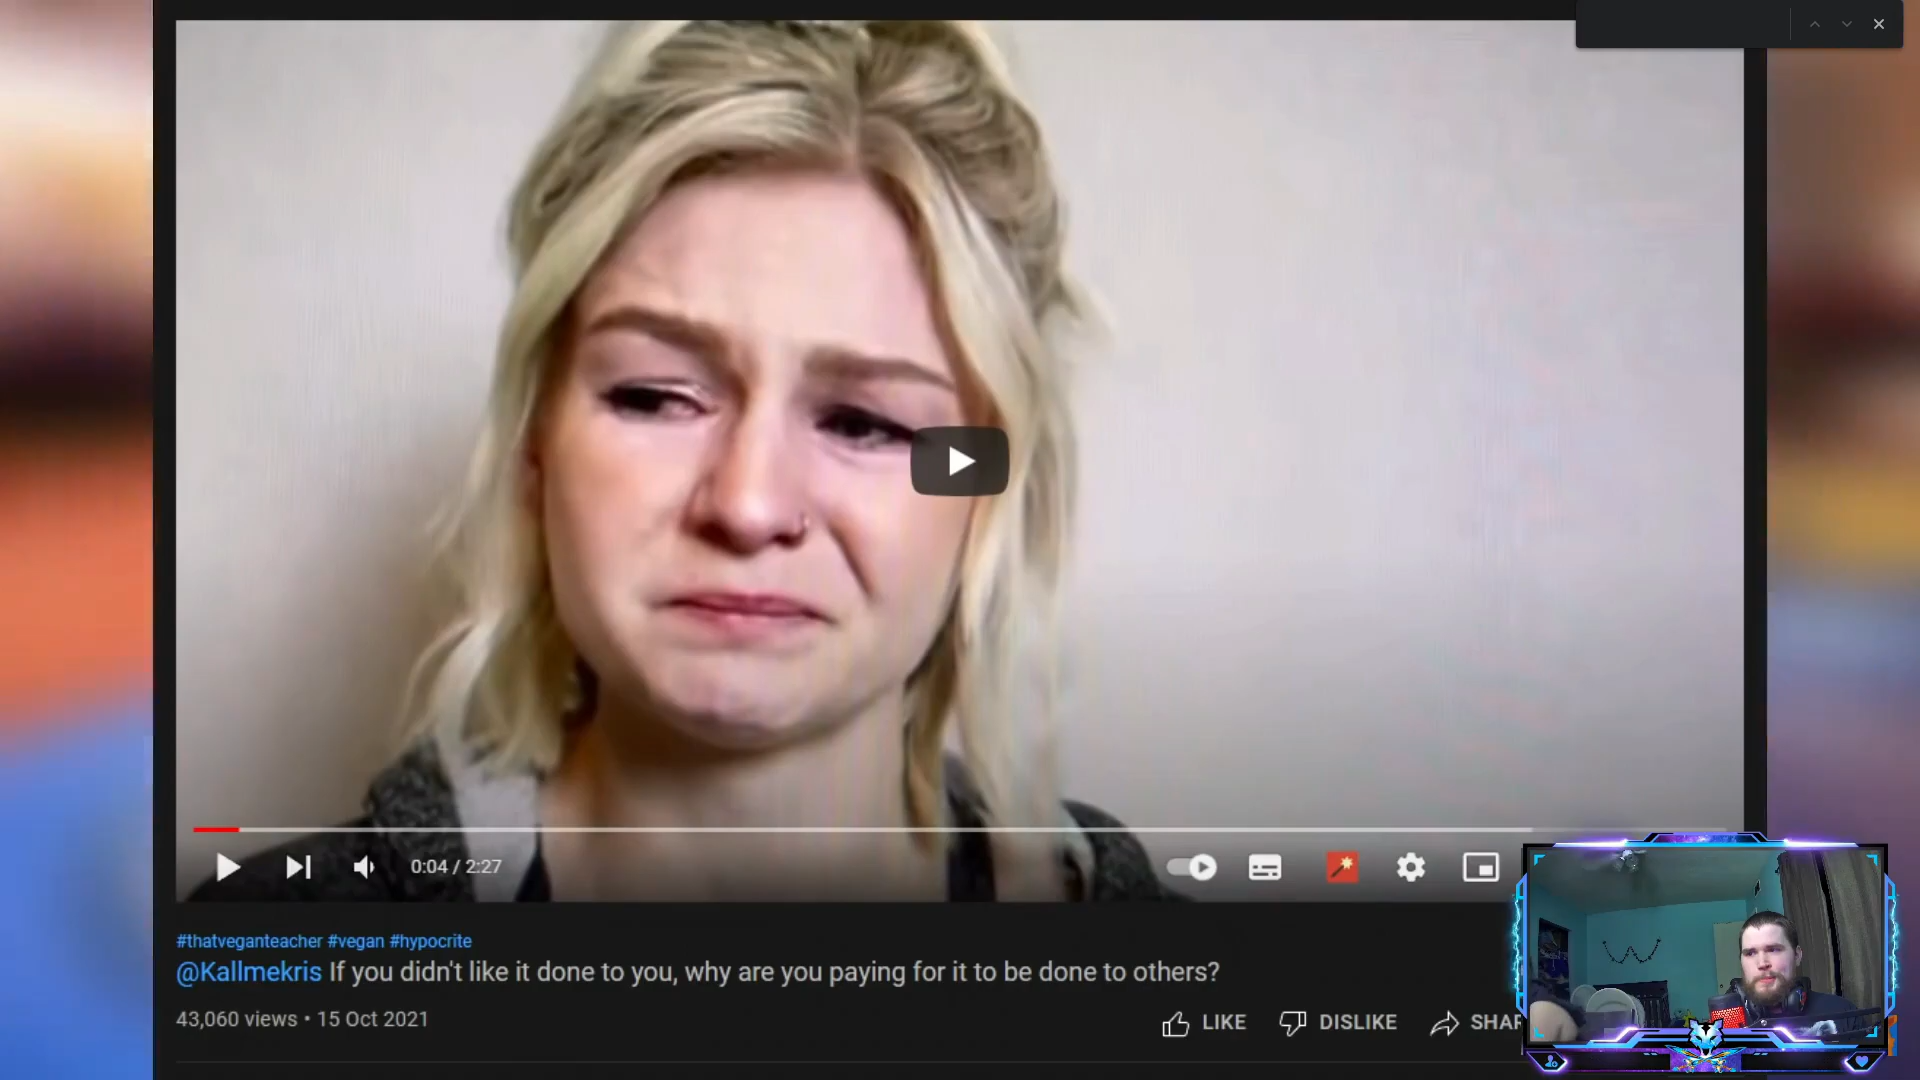 0:04 / 2:27
#thatveganteacher #vegan #hypocrite
@Kallmekris If you didn't like it done to you, why are you paying for it to be done to others?
43,060 views • 15 Oct 2021
LIKE DISLIKE SHAR